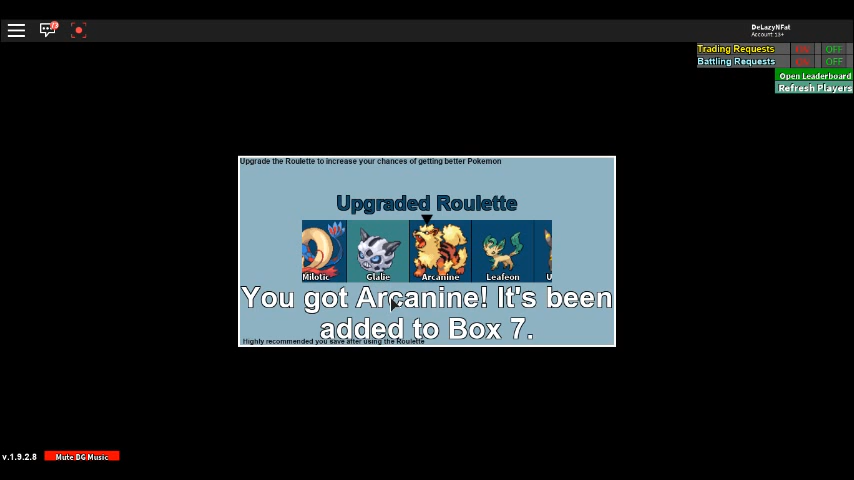 DeLazyNFat
Account: 13+
Trading Requests ON OFF
Battling Requests ON OFF
Open Leaderboard
Refresh Players
Upgrade the Roulette to increase your chances of getting better Pokemon
Upgraded Roulette
Milotic Glalie Arcanine Leafeon
You got Arcanine! It's been
added to Box 7.
Highly recommended you save after using the Roulette
v.1.9.2.8 Mute BG Music